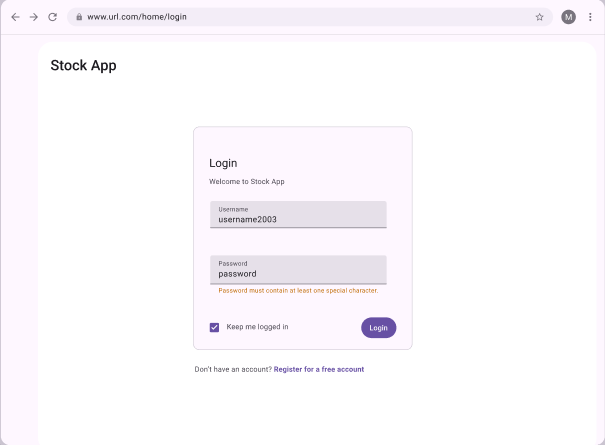 www.url.com/home/login
M
Stock App
Login
Welcome to Stock App
Username
username2003
Password
password
Password must contain at least one special character.
Keep me logged in
Login
Don't have an account? Register for a free account